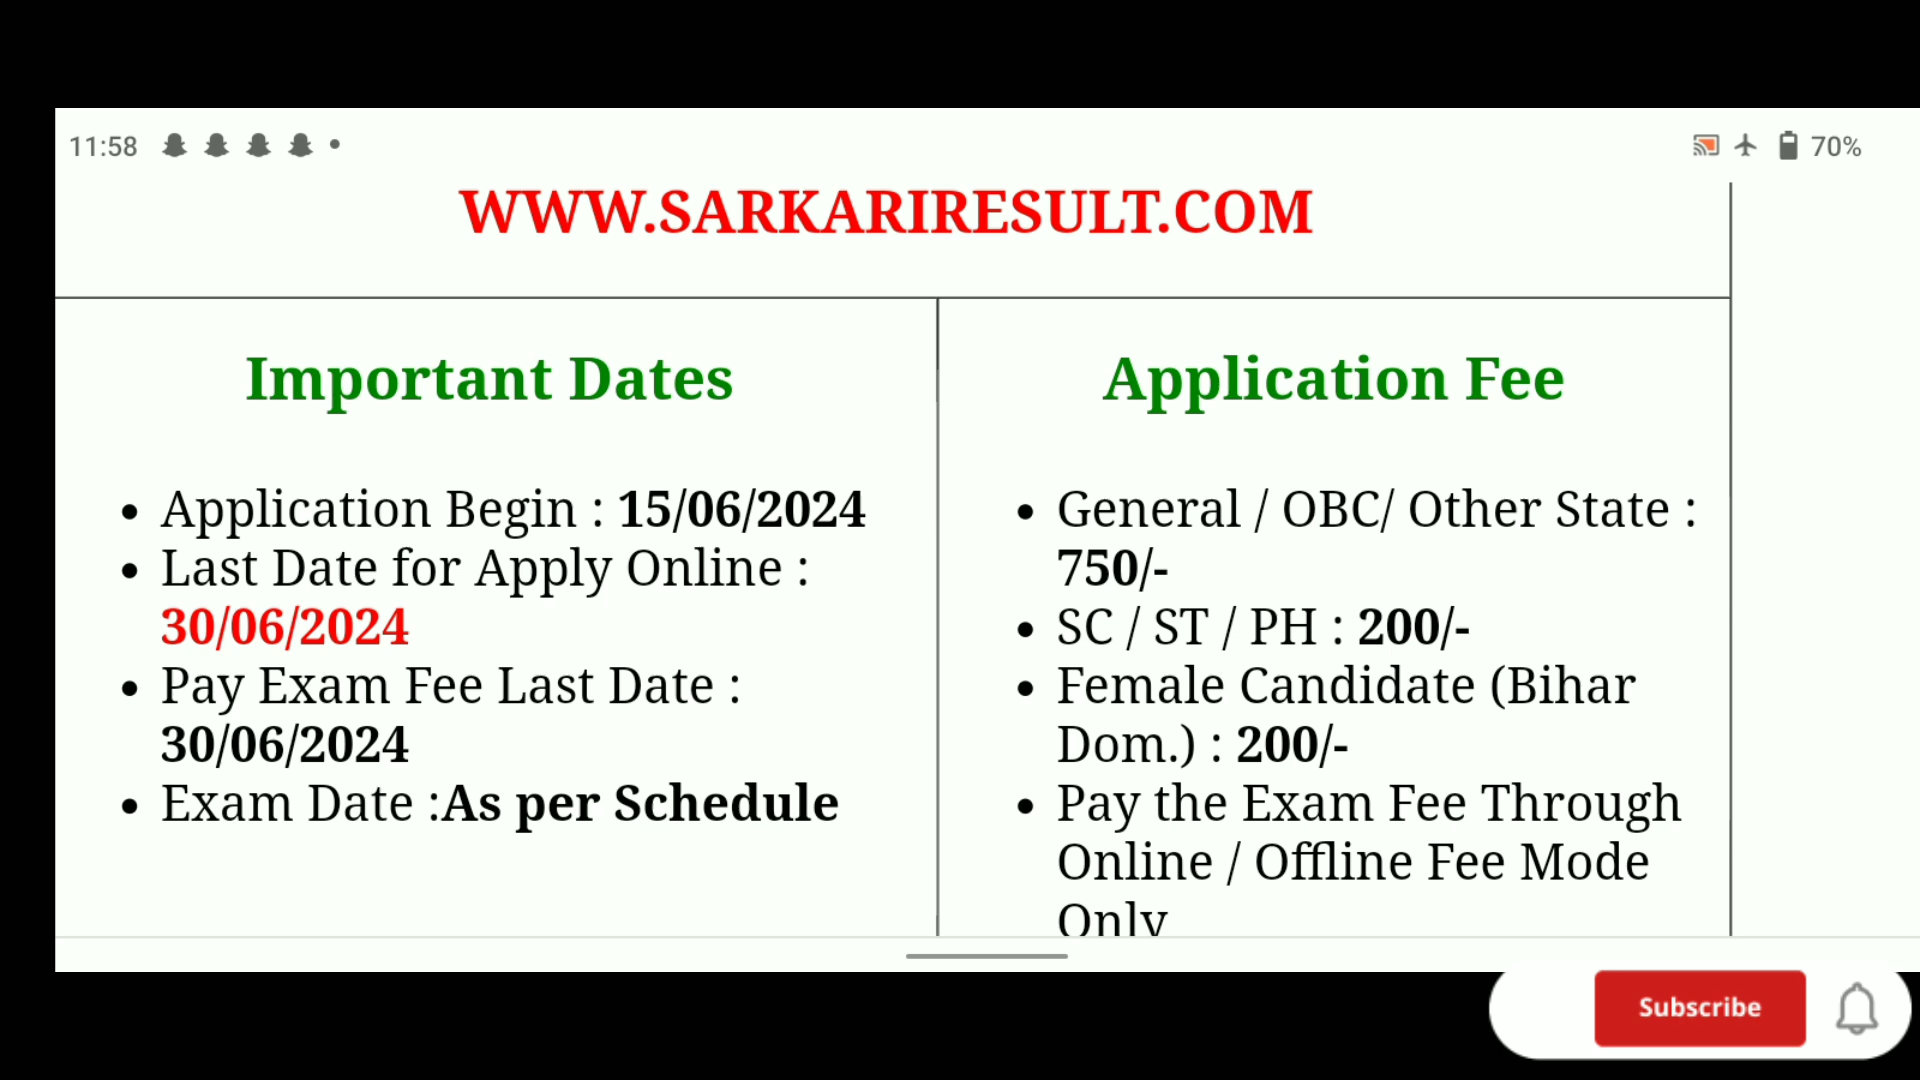 11:58
70%
WWW.SARKARIRESULT.COM
Important Dates
• Application Begin : 15/06/2024
• Last Date for Apply Online :
30/06/2024
• Pay Exam Fee Last Date :
30/06/2024
• Exam Date :As per Schedule
Application Fee
• General / OBC/ Other State :
750/-
• SC / ST / PH : 200/-
• Female Candidate (Bihar
Dom.) : 200/-
• Pay the Exam Fee Through
Online / Offline Fee Mode
Only
Subscribe